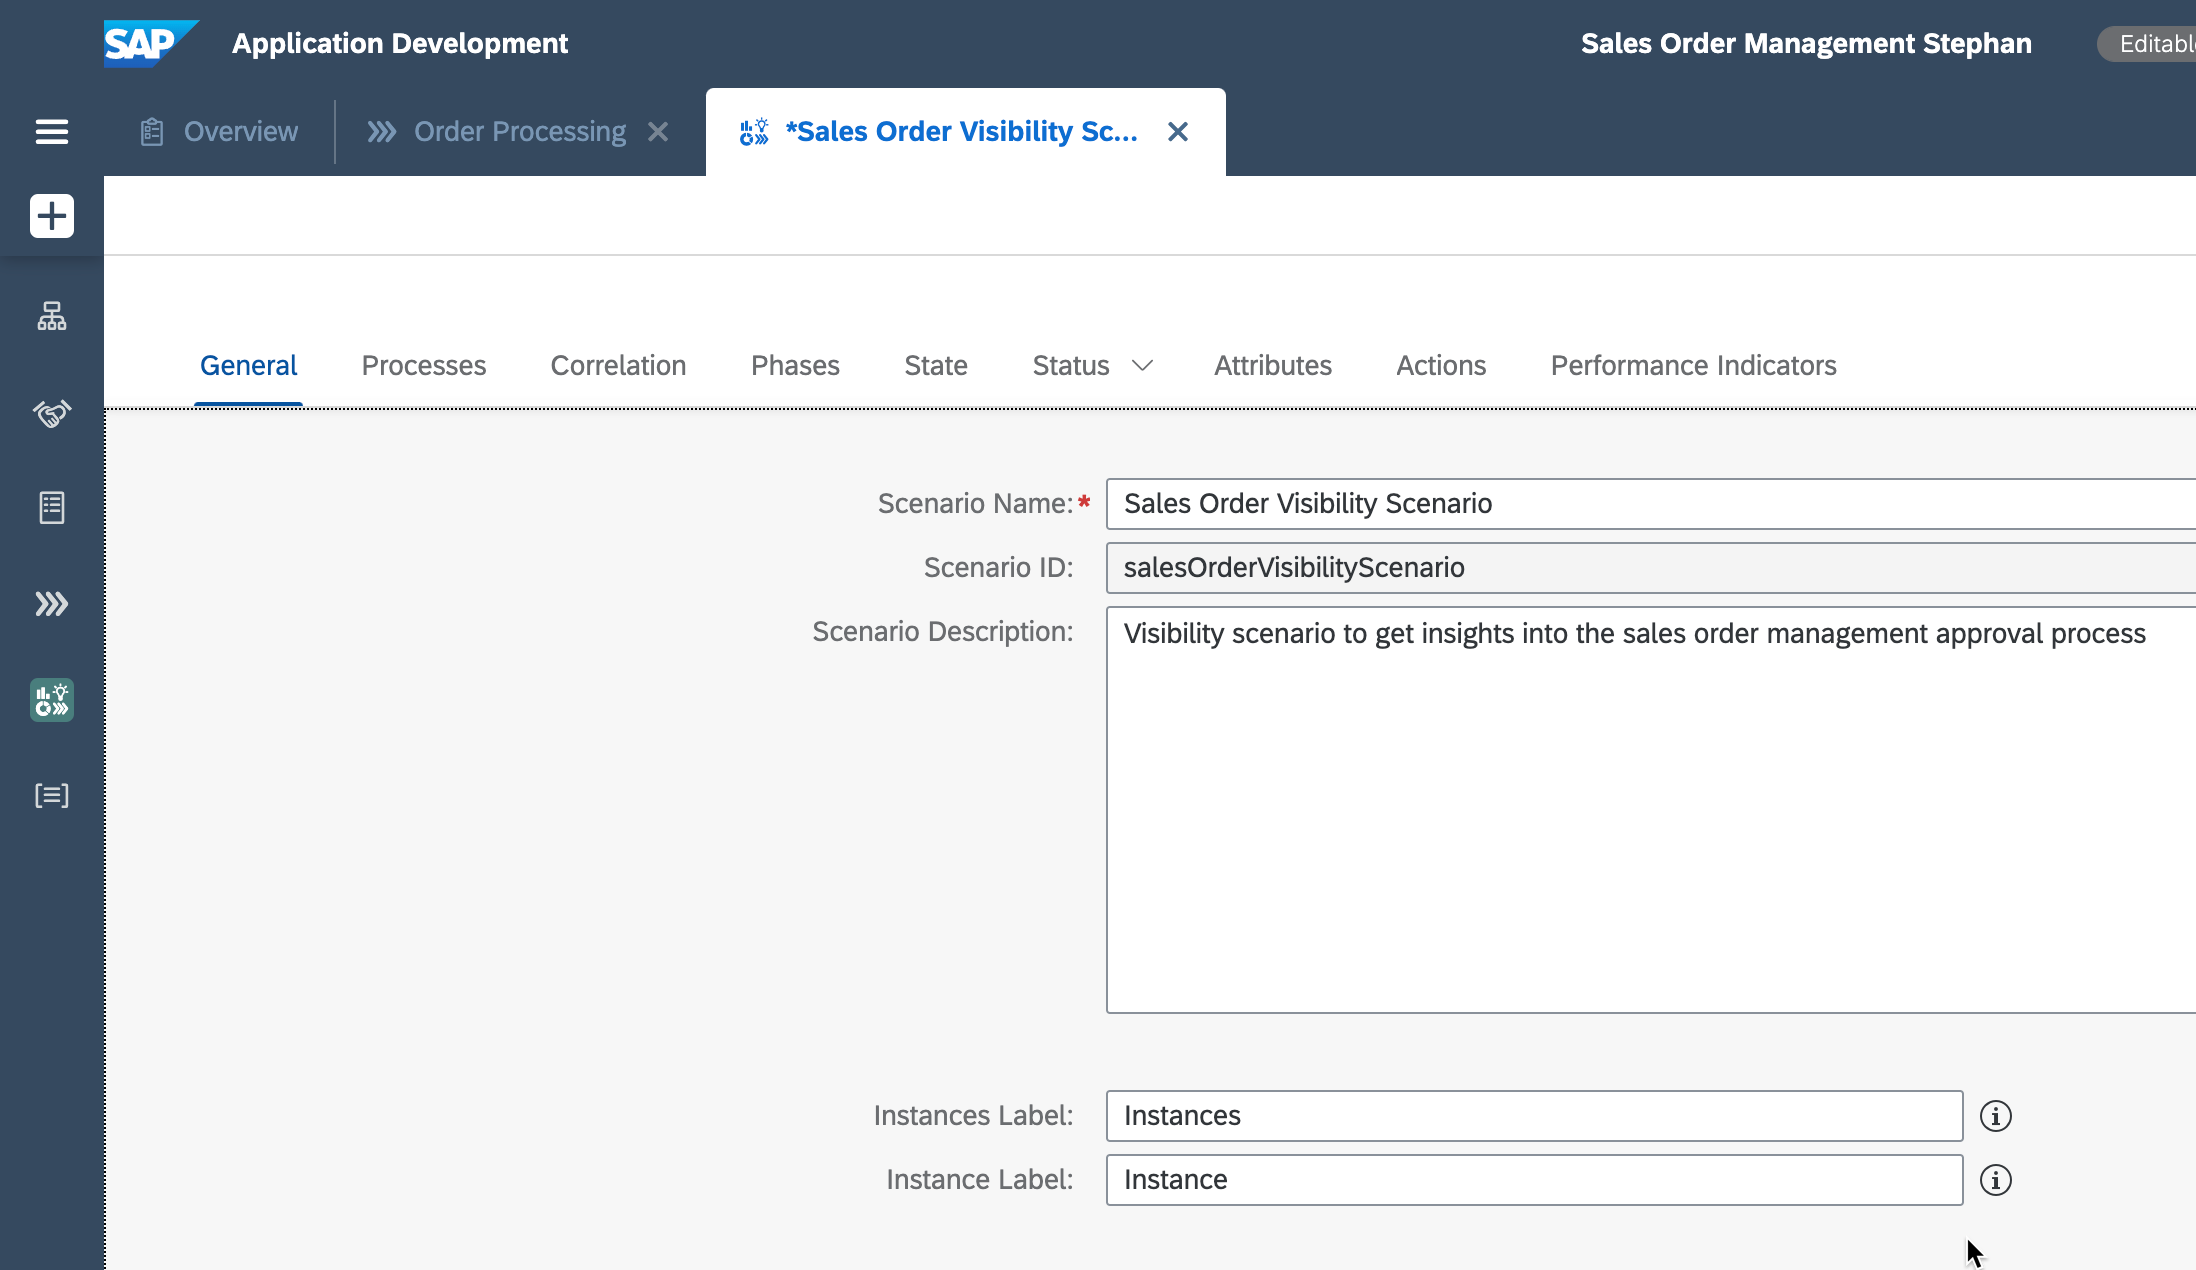 SAP Application Development Sales Order Management Stephan Editable
Overview Order Processing *Sales Order Visibility Sc...
General Processes Correlation Phases State Status Attributes Actions Performance Indicators
Scenario Name:* Sales Order Visibility Scenario
Scenario ID: salesOrderVisibilityScenario
Scenario Description: Visibility scenario to get insights into the sales order management approval process
Instances Label: Instances
Instance Label: Instance